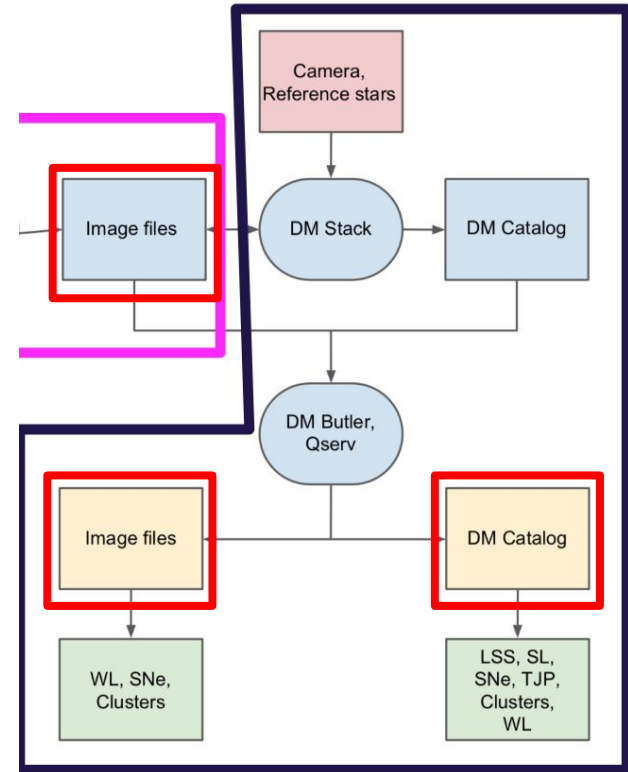 Camera,
Reference stars
Image files
DM Stack
DM Catalog
DM Butler,
Qserv
Image files
DM Catalog
WL, SNe,
Clusters
LSS, SL,
SNe, TJP,
Clusters,
WL